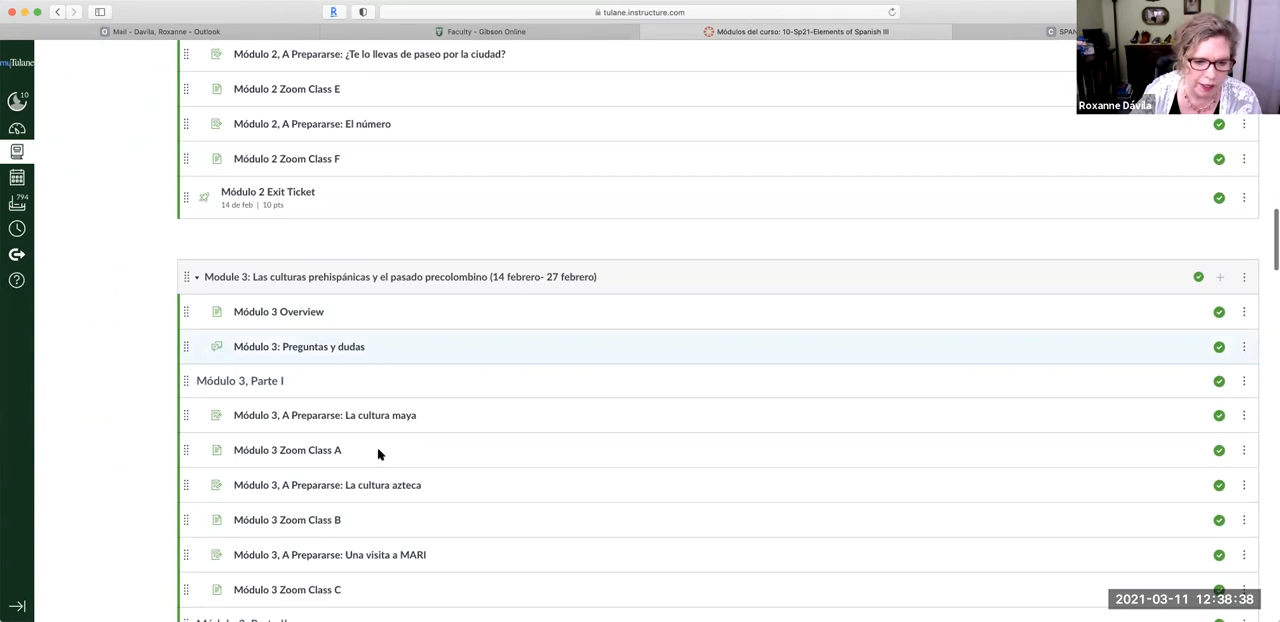 tulane.instructure.com
Mail - Davila, Roxanne - Outlook
Faculty - Gibson Online
Módulos del curso: 10-Sp21-Elements of Spanish III
SPAN
myTulane
10
794
Módulo 2, A Prepararse: ¿Te lo llevas de paseo por la ciudad?
Módulo 2 Zoom Class E
Módulo 2, A Prepararse: El número
Módulo 2 Zoom Class F
Módulo 2 Exit Ticket
14 de feb | 10 pts
Module 3: Las culturas prehispánicas y el pasado precolombino (14 febrero- 27 febrero)
Módulo 3 Overview
Módulo 3: Preguntas y dudas
Módulo 3, Parte I
Módulo 3, A Prepararse: La cultura maya
Módulo 3 Zoom Class A
Módulo 3, A Prepararse: La cultura azteca
Módulo 3 Zoom Class B
Módulo 3, A Prepararse: Una visita a MARI
Módulo 3 Zoom Class C
Roxanne Dávila
2021-03-11 12:38:38